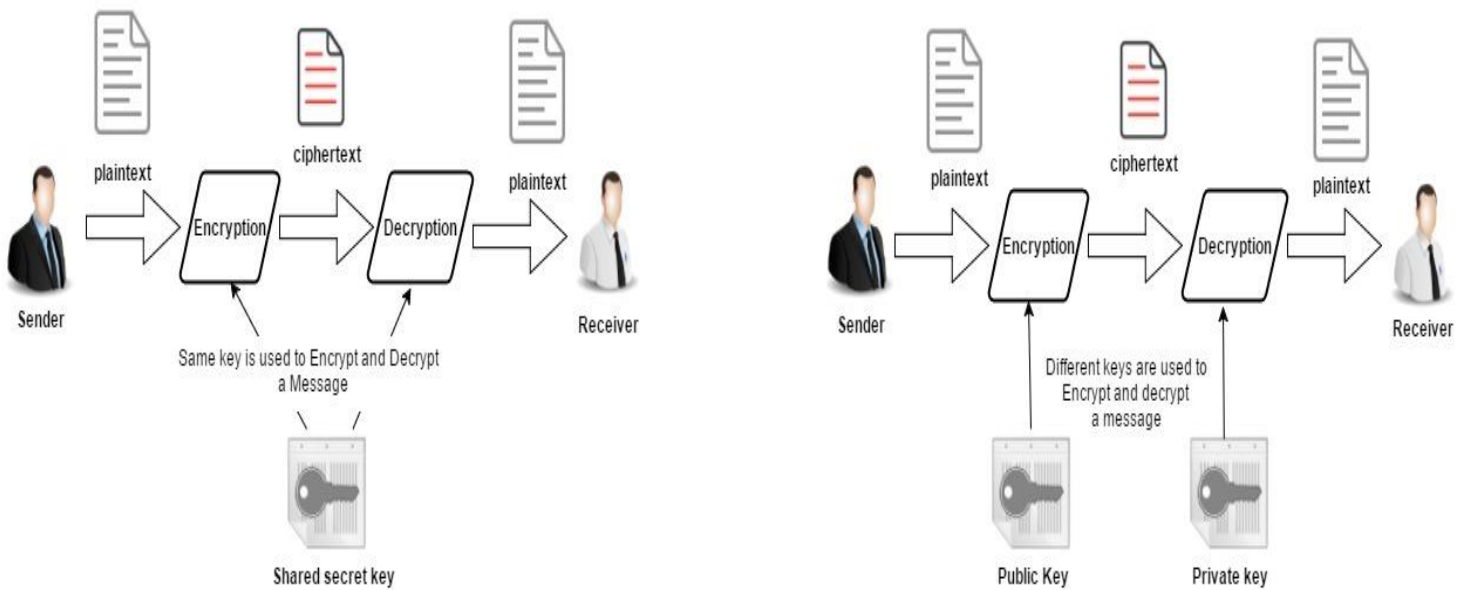 plaintext
ciphertext
plaintext
Encryption
Decryption
Sender
Receiver
Same key is used to Encrypt and Decrypt
a Message
Shared secret key
plaintext
ciphertext
plaintext
Encryption
Decryption
Sender
Receiver
Different keys are used to
Encrypt and decrypt
a message
Public Key
Private key